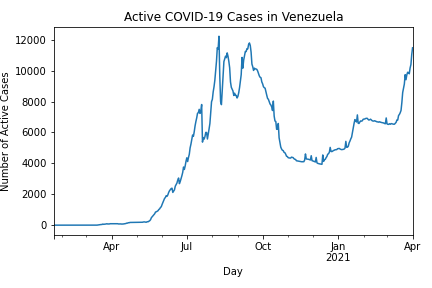 Active COVID-19 Cases in Venezuela
Number of Active Cases
12000
10000
8000
6000
4000
2000
0
Apr
Jul
Oct
Jan
2021
Apr
Day